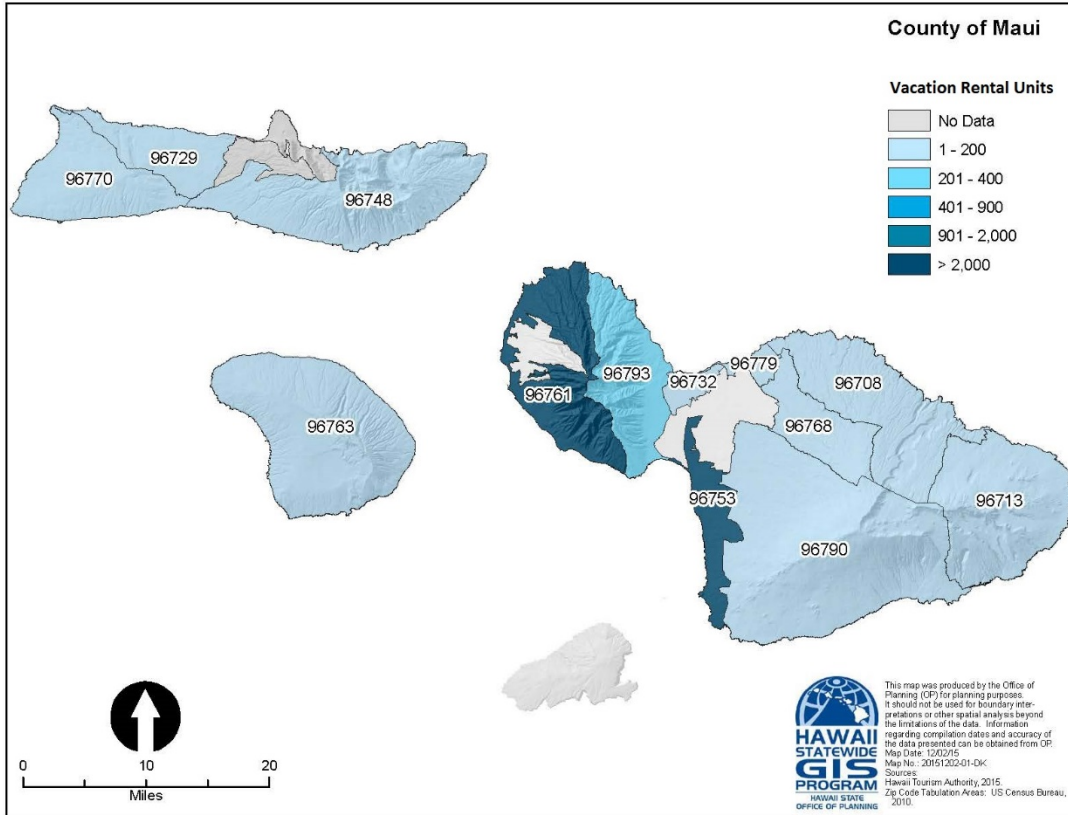 County of Maui
Vacation Rental Units
No Data
1 - 200
201 - 400
401 - 900
901 - 2,000
> 2,000
96729
96770
96748
96779
96732
96708
96793
96761
96768
96763
96753
96713
96790
0 10 20
Miles
HAWAII
STATEWIDE
GIS
PROGRAM
HAWAII STATE
OFFICE OF PLANNING
This map was produced by the Office of
Planning (OP) for planning purposes.
It should not be used for boundary inter-
pretations or other spatial analysis beyond
the limitations of the data. Information
regarding compilation dates and accuracy of
the data presented can be obtained from OP.
Map Date: 12/02/15
Map No.: 20151202-01-DK
Sources:
Hawaii Tourism Authority, 2015.
Zip Code Tabulation Areas: US Census Bureau,
2010.